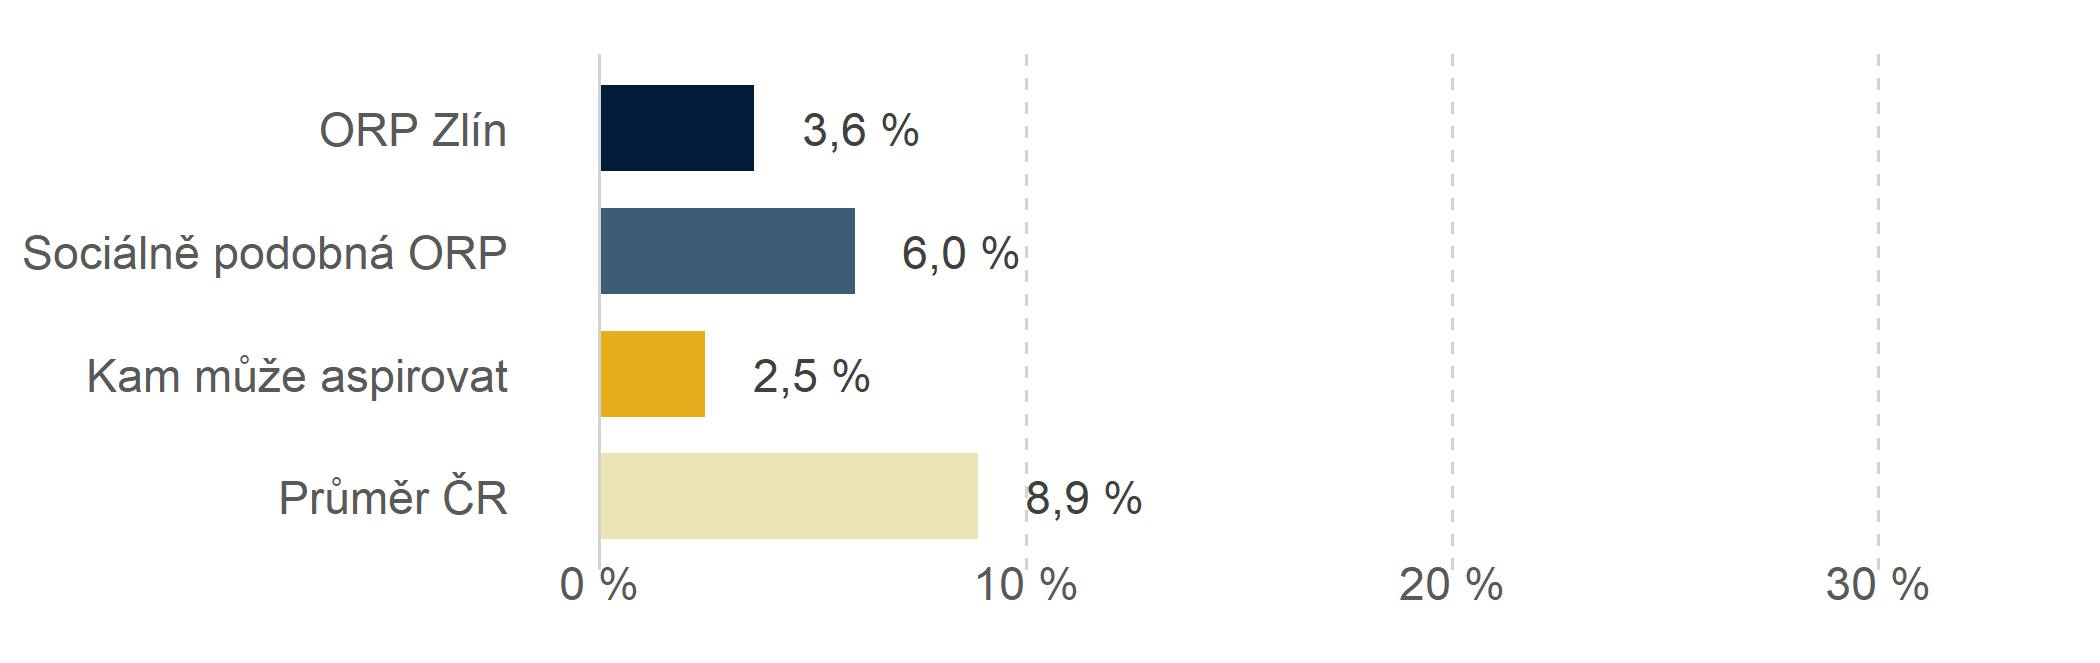 ORP Zlín
3,6 %
Sociálně podobná ORP
6,0 %
Kam může aspirovat
2,5 %
Průměr ČR
8,9 %
0 %
10 %
20 %
30 %